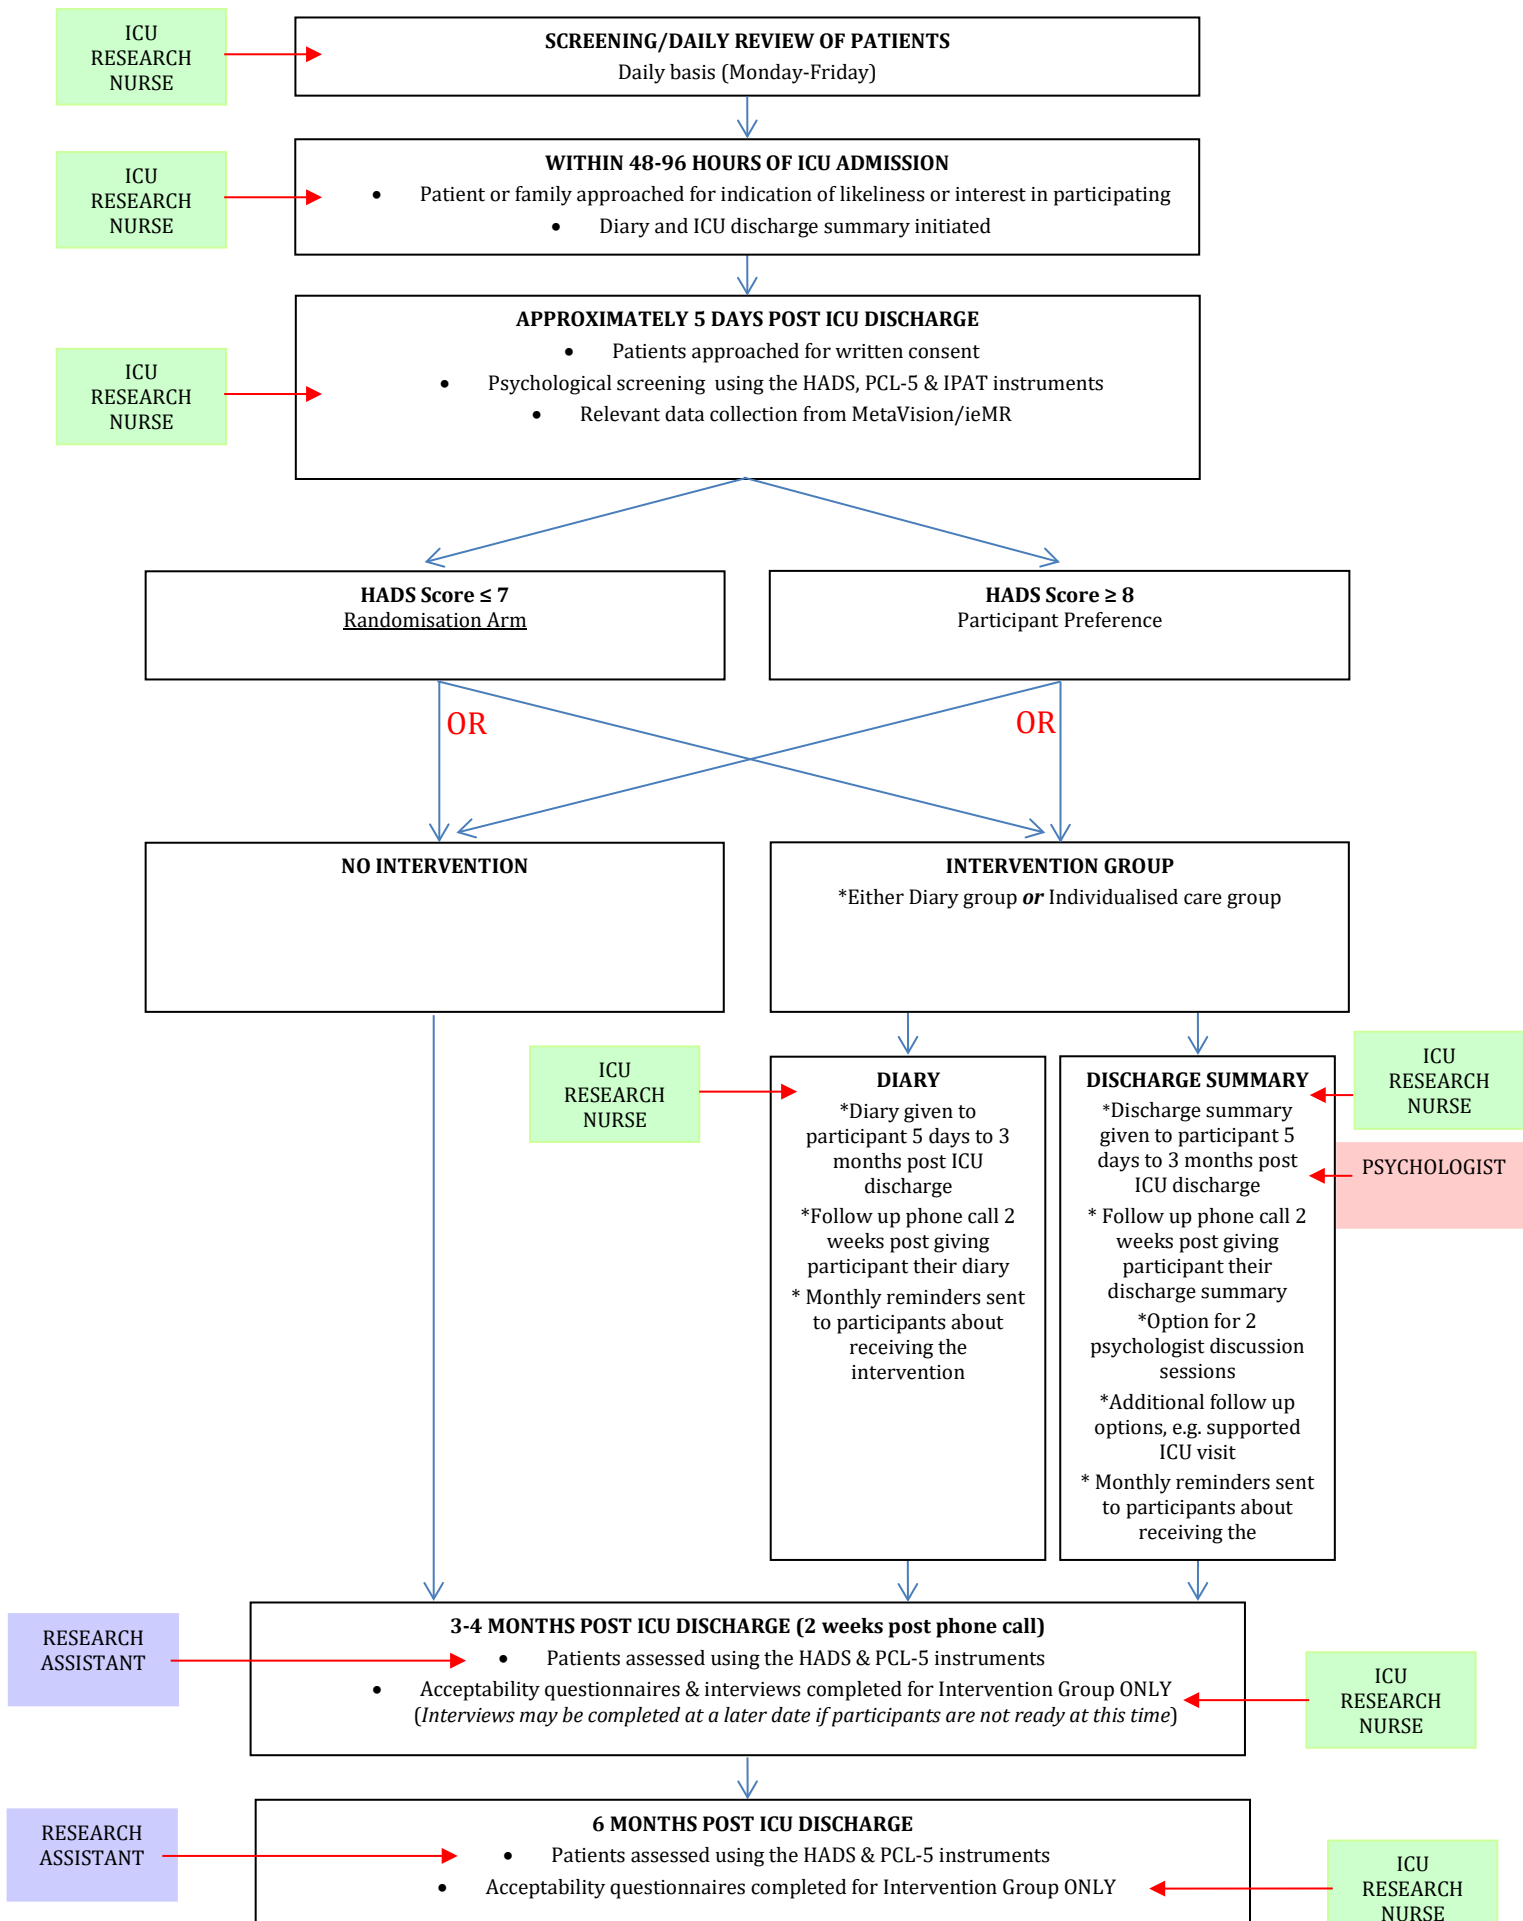 ICU
RESEARCH
NURSE
SCREENING/DAILY REVIEW OF PATIENTS
Daily basis (Monday-Friday)
ICU
RESEARCH
NURSE
WITHIN 48-96 HOURS OF ICU ADMISSION
• Patient or family approached for indication of likeliness or interest in participating
• Diary and ICU discharge summary initiated
ICU
RESEARCH
NURSE
APPROXIMATELY 5 DAYS POST ICU DISCHARGE
• Patients approached for written consent
• Psychological screening using the HADS, PCL-5 & IPAT instruments
• Relevant data collection from MetaVision/ieMR
HADS Score ≤ 7
Randomisation Arm
HADS Score ≥ 8
Participant Preference
OR
OR
NO INTERVENTION
INTERVENTION GROUP
*Either Diary group or Individualised care group
ICU
RESEARCH
NURSE
DIARY
*Diary given to
participant 5 days to 3
months post ICU
discharge
*Follow up phone call 2
weeks post giving
participant their diary
* Monthly reminders sent
to participants about
receiving the
intervention
DISCHARGE SUMMARY
*Discharge summary
given to participant 5
days to 3 months post
ICU discharge
* Follow up phone call 2
weeks post giving
participant their
discharge summary
*Option for 2
psychologist discussion
sessions
*Additional follow up
options, e.g. supported
ICU visit
* Monthly reminders sent
to participants about
receiving the
ICU
RESEARCH
NURSE
PSYCHOLOGIST
RESEARCH
ASSISTANT
3-4 MONTHS POST ICU DISCHARGE (2 weeks post phone call)
• Patients assessed using the HADS & PCL-5 instruments
• Acceptability questionnaires & interviews completed for Intervention Group ONLY
(Interviews may be completed at a later date if participants are not ready at this time)
ICU
RESEARCH
NURSE
RESEARCH
ASSISTANT
6 MONTHS POST ICU DISCHARGE
• Patients assessed using the HADS & PCL-5 instruments
• Acceptability questionnaires completed for Intervention Group ONLY
ICU
RESEARCH
NURSE